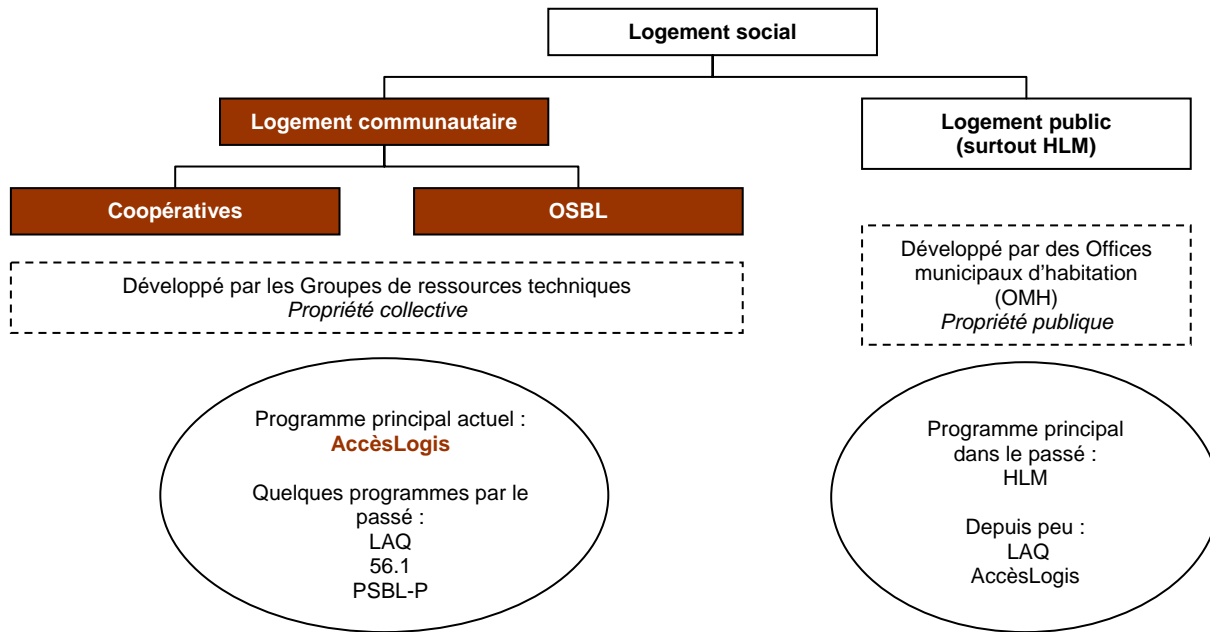 Logement social
Logement communautaire
Logement public
(surtout HLM)
Coopératives
OSBL
Développé par les Groupes de ressources techniques
Propriété collective
Développé par des Offices
municipaux d'habitation
(OMH)
Propriété publique
Programme principal actuel :
AccèsLogis
Quelques programmes par le
passé :
LAQ
56.1
PSBL-P
Programme principal
dans le passé :
HLM
Depuis peu :
LAQ
AccèsLogis